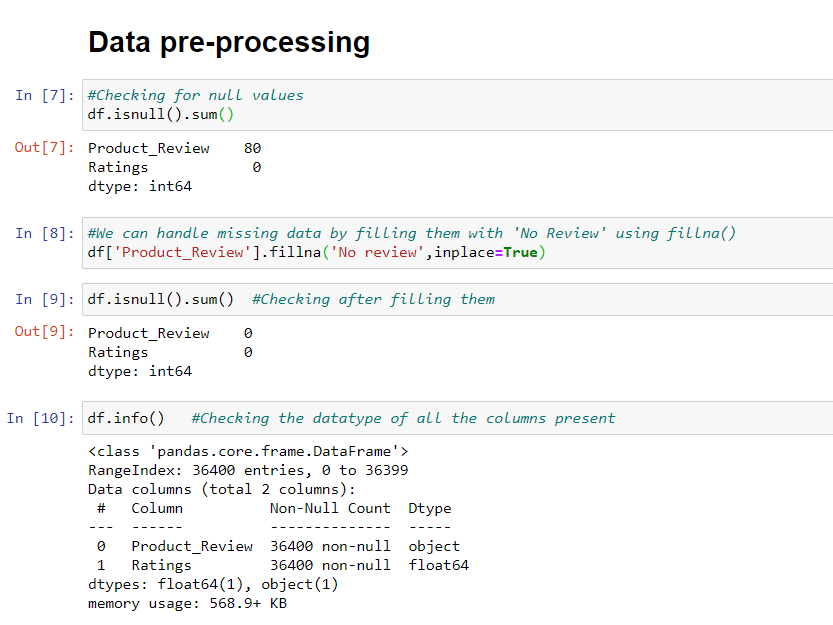 Data pre-processing
In [7]: #Checking for null values
df.isnull().sum()
Out[7]: Product_Review    80
Ratings            0
dtype: int64
In [8]: #We can handle missing data by filling them with 'No Review' using fillna()
df['Product_Review'].fillna('No review',inplace=True)
In [9]: df.isnull().sum()  #Checking after filling them
Out[9]: Product_Review    0
Ratings           0
dtype: int64
In [10]: df.info()   #Checking the datatype of all the columns present
<class 'pandas.core.frame.DataFrame'>
RangeIndex: 36400 entries, 0 to 36399
Data columns (total 2 columns):
 #   Column          Non-Null Count  Dtype
---  ------          --------------  -----
 0   Product_Review  36400 non-null  object
 1   Ratings         36400 non-null  float64
dtypes: float64(1), object(1)
memory usage: 568.9+ KB